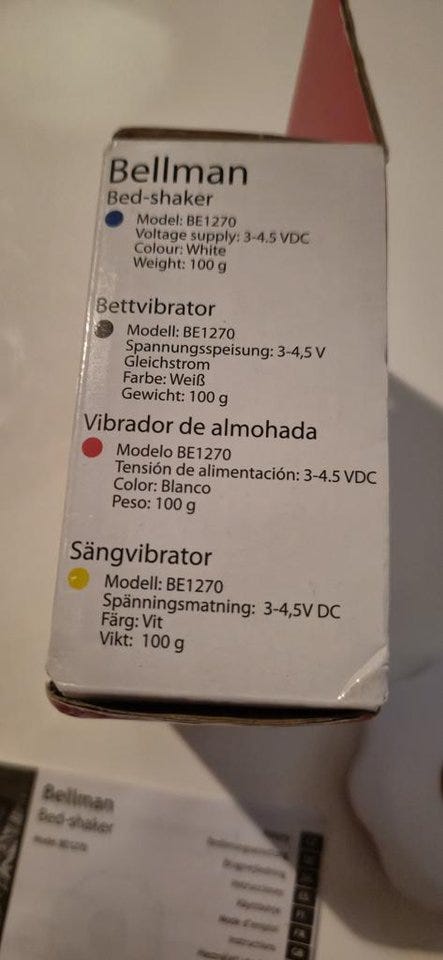 Bellman
Bed-shaker
Model: BE1270
Voltage supply: 3-4.5 VDC
Colour: White
Weight: 100 g
Bettvibrator
Modell: BE1270
Spannungsspeisung: 3-4,5 V
Gleichstrom
Farbe: Weiß
Gewicht: 100 g
Vibrador de almohada
Modelo BE1270
Tensión de alimentación: 3-4.5 VDC
Color: Blanco
Peso: 100 g
Sängvibrator
Modell: BE1270
Spänningsmatning: 3-4,5V DC
Färg: Vit
Vikt: 100 g
Bellman
Bed-shaker